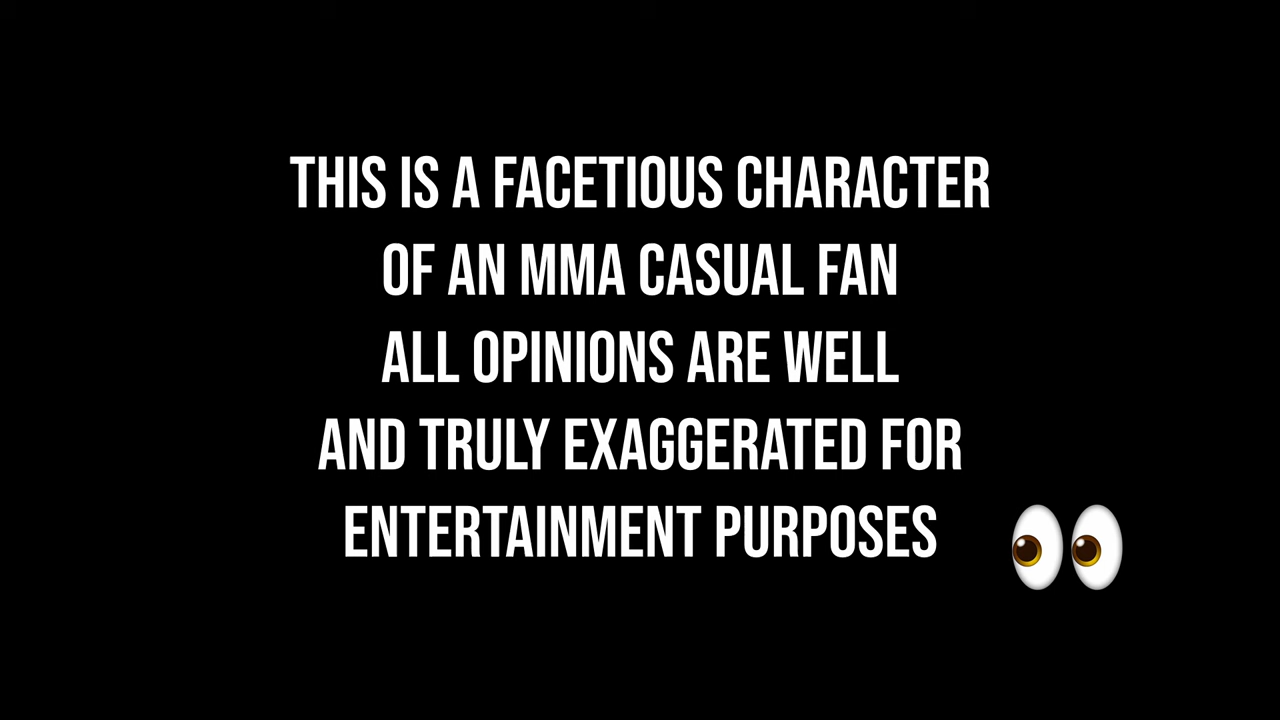 THIS IS A FACETIOUS CHARACTER
OF AN MMA CASUAL FAN
ALL OPINIONS ARE WELL
AND TRULY EXAGGERATED FOR
ENTERTAINMENT PURPOSES